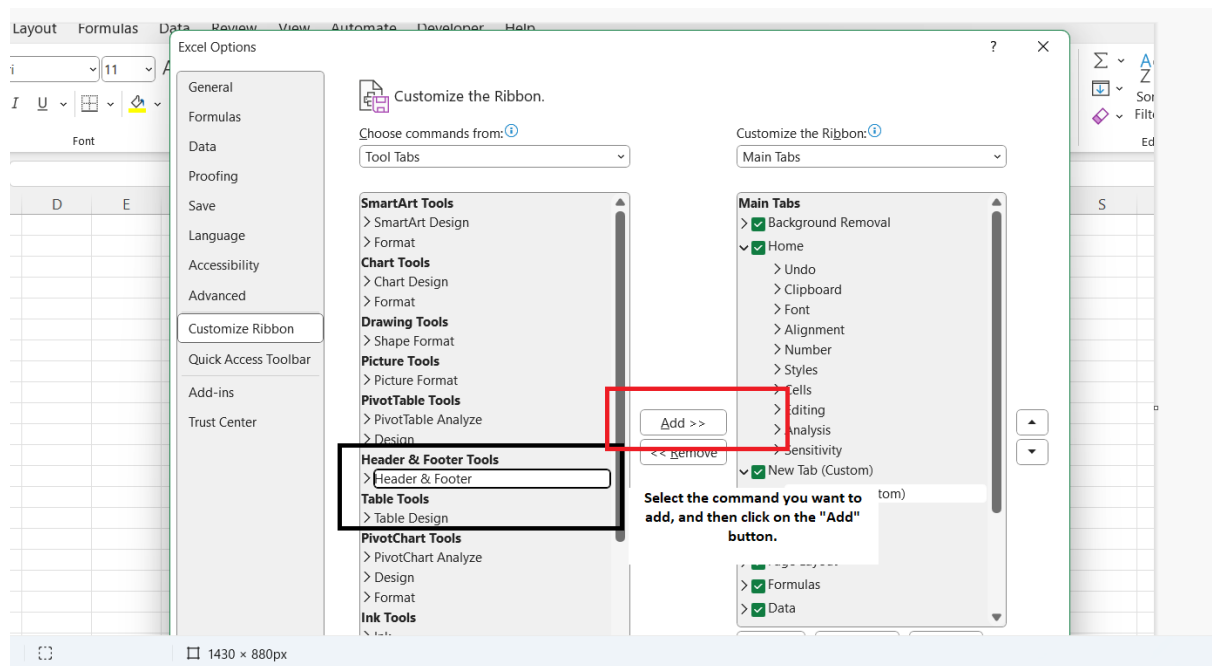 Layout Formulas Data Review View Automate Developer Help
Excel Options ? ×
11
I U
Font
D E
General
Formulas
Data
Proofing
Save
Language
Accessibility
Advanced
Customize Ribbon
Quick Access Toolbar
Add-ins
Trust Center
Customize the Ribbon.
Choose commands from:
Tool Tabs
SmartArt Tools
SmartArt Design
Format
Chart Tools
Chart Design
Format
Drawing Tools
Shape Format
Picture Tools
Picture Format
PivotTable Tools
PivotTable Analyze
Design
Header & Footer Tools
Header & Footer
Table Tools
Table Design
PivotChart Tools
PivotChart Analyze
Design
Format
Ink Tools
Add >>
<< Remove
Select the command you want to
add, and then click on the "Add"
button.
Customize the Ribbon:
Main Tabs
Main Tabs
Background Removal
Home
Undo
Clipboard
Font
Alignment
Number
Styles
Cells
Editing
Analysis
Sensitivity
New Tab (Custom)
tom)
Page Layout
Formulas
Data
Σ
A
Z
Sor
Filt
Ed
S
1430 × 880px